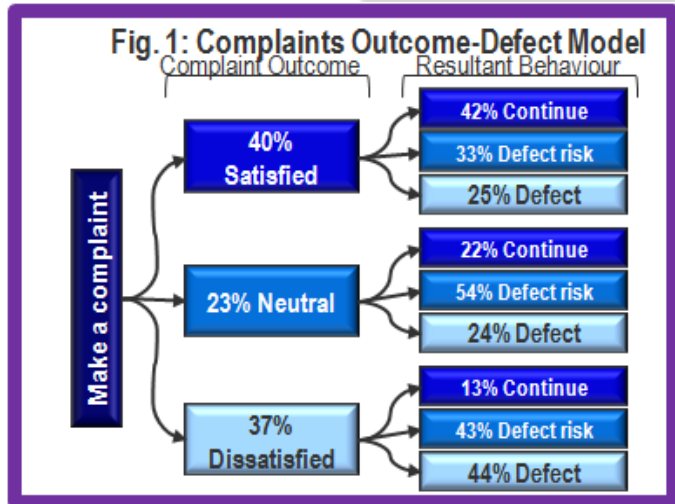 Fig. 1: Complaints Outcome-Defect Model
Complaint Outcome
Resultant Behaviour
Make a complaint
40%
Satisfied
42% Continue
33% Defect risk
25% Defect
23% Neutral
22% Continue
54% Defect risk
24% Defect
37%
Dissatisfied
13% Continue
43% Defect risk
44% Defect